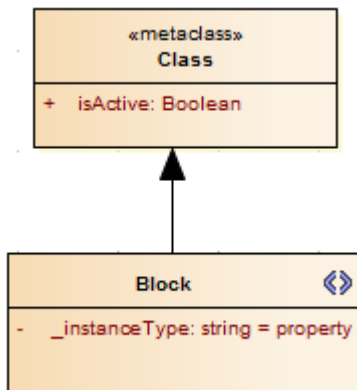 «metaclass»
Class
+ isActive: Boolean
Block
- _instanceType: string = property